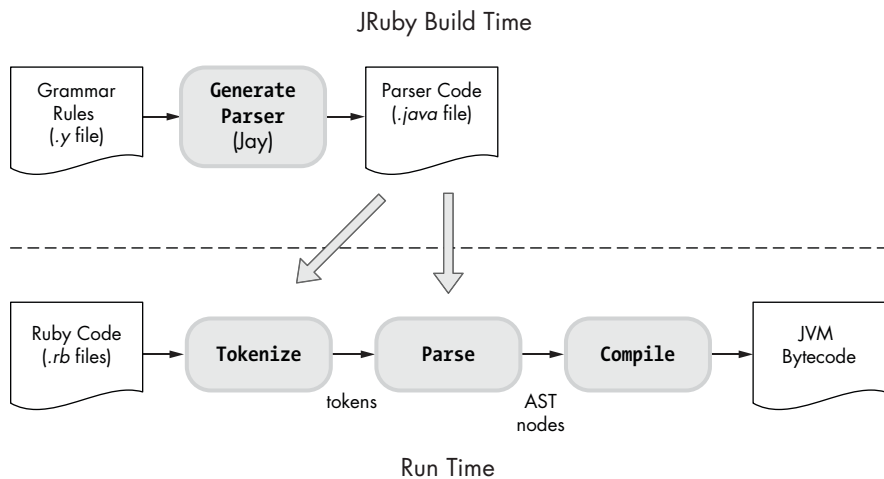 JRuby Build Time
Grammar
Rules
(.y file)
Generate
Parser
(Jay)
Parser Code
(.java file)
Ruby Code
(.rb files)
Tokenize
tokens
Parse
AST
nodes
Compile
JVM
Bytecode
Run Time